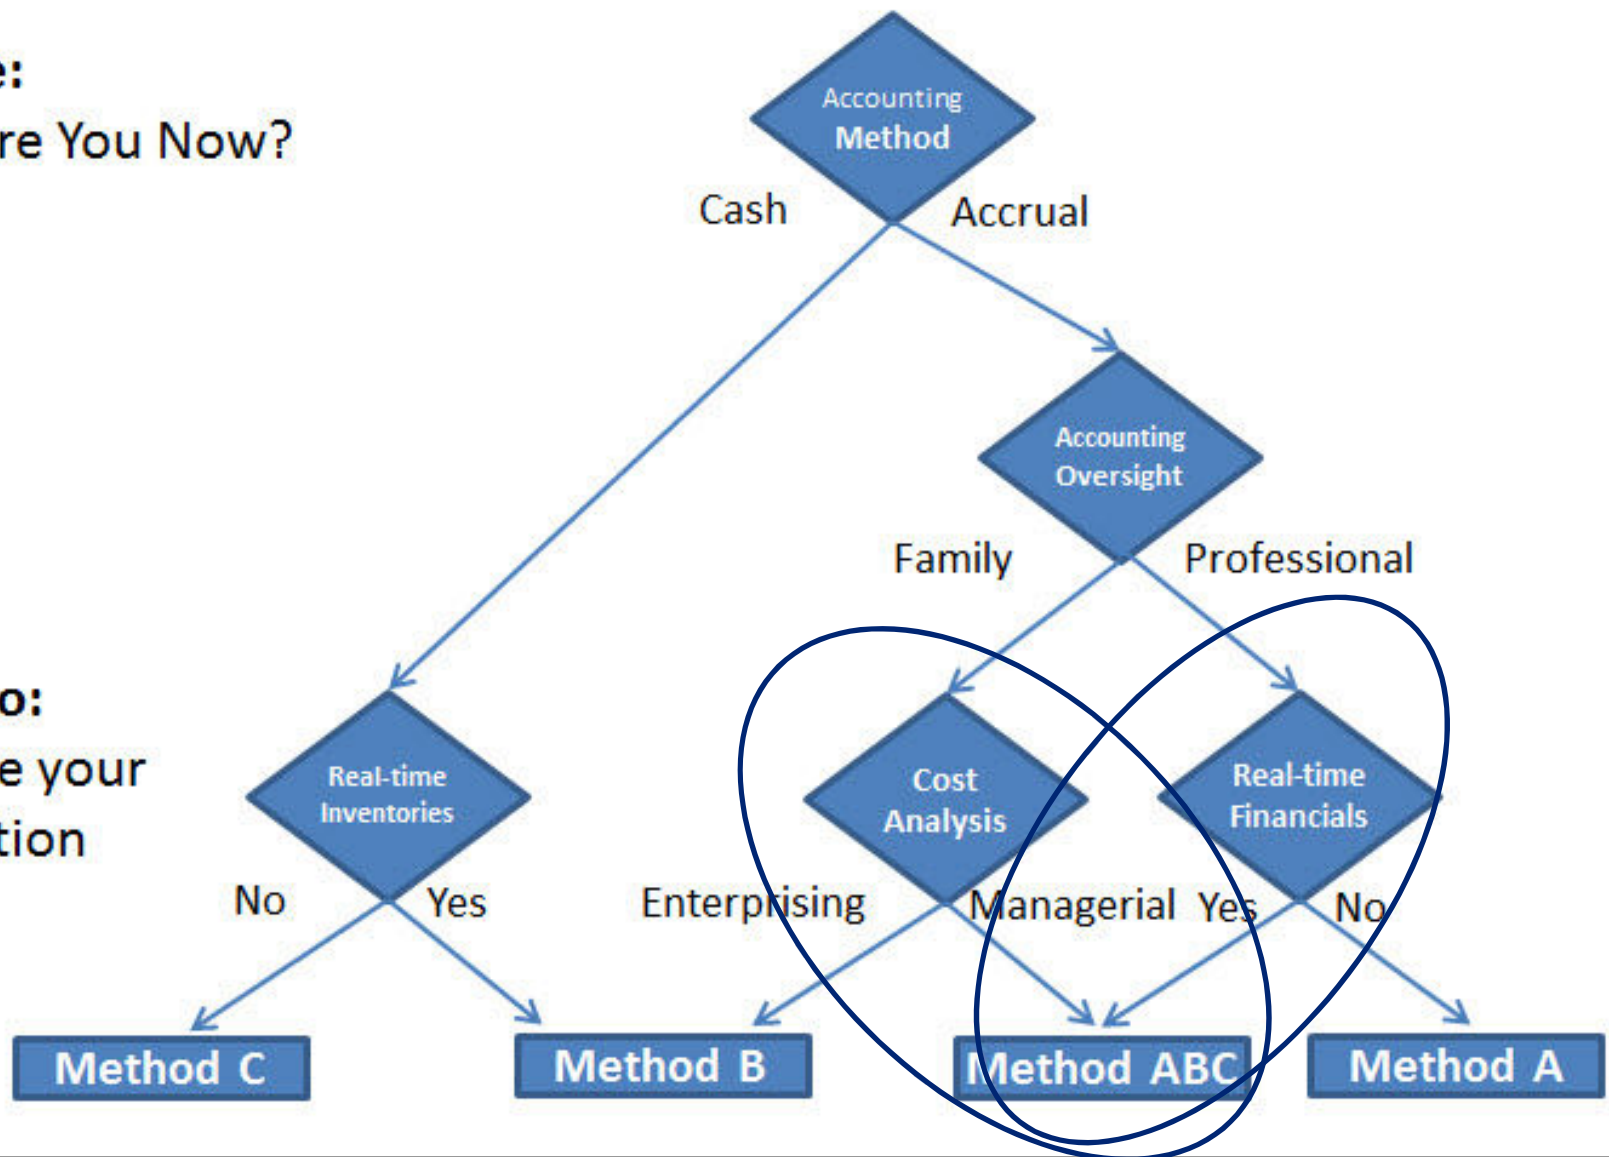 e:
re You Now?
Accounting
Method
Cash
Accrual
Accounting
Oversight
Family
Professional
o:
e your
tion
Real-time
Inventories
Cost
Analysis
Real-time
Financials
No
Yes
Enterprising
Managerial
Yes
No
Method C
Method B
Method ABC
Method A